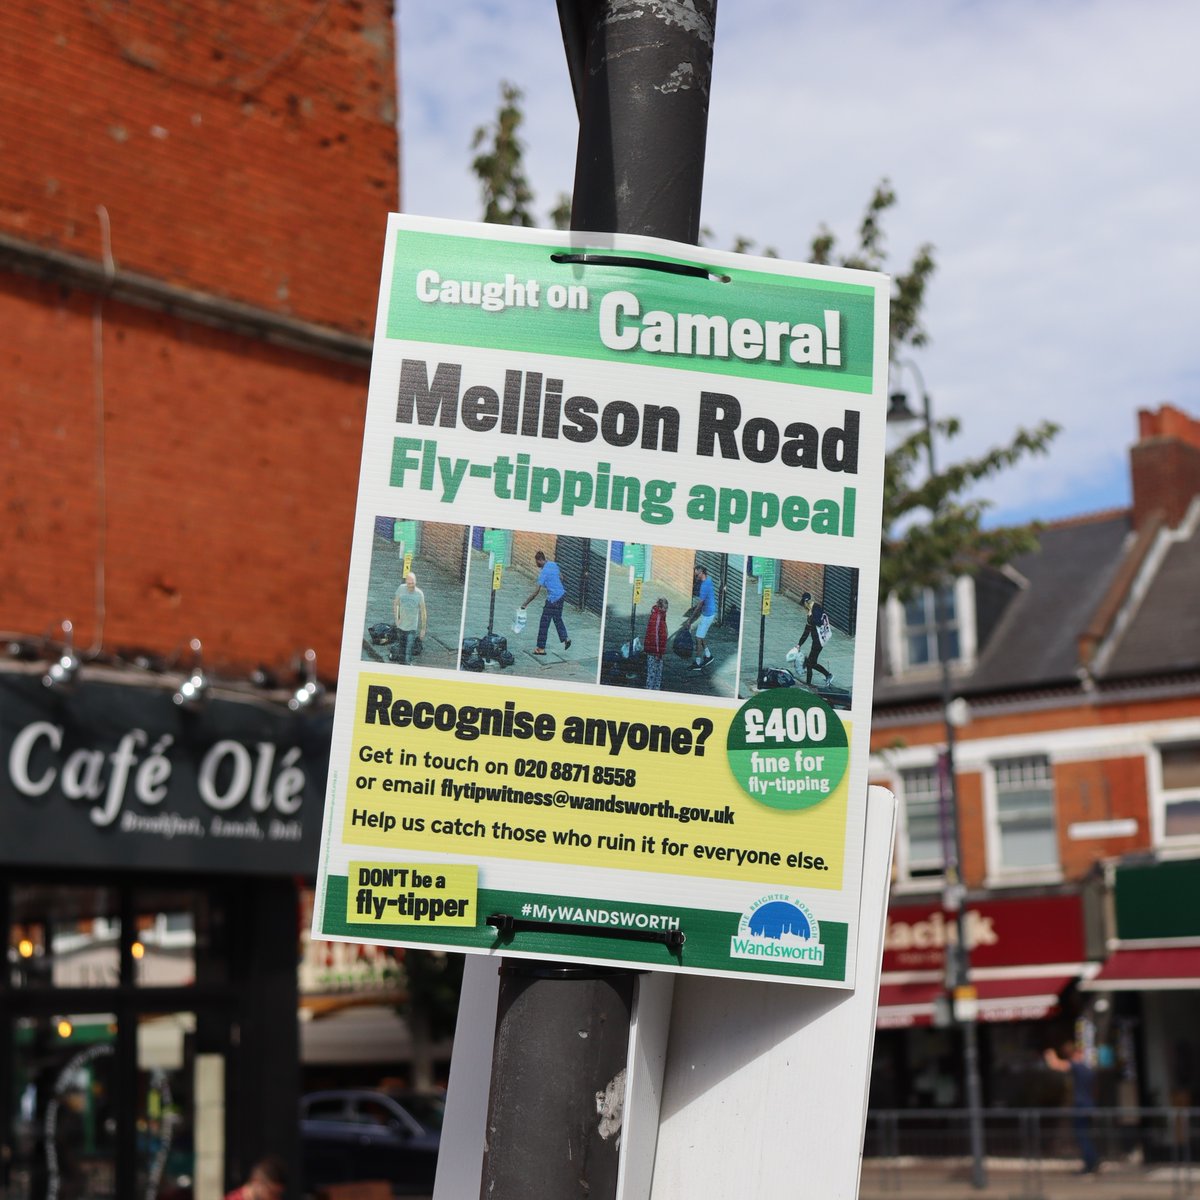 Caught on Camera!
Mellison Road
Fly-tipping appeal
Recognise anyone?
£400
fine for
fly-tipping
Get in touch on 020 8871 8558
or email flytipwitness@wandsworth.gov.uk
Help us catch those who ruin it for everyone else.
DON'T be a
fly-tipper
#MyWANDSWORTH
THE BRIGHTER BOROUGH
Wandsworth
Café Olé
Breakfast, Lunch, Deli